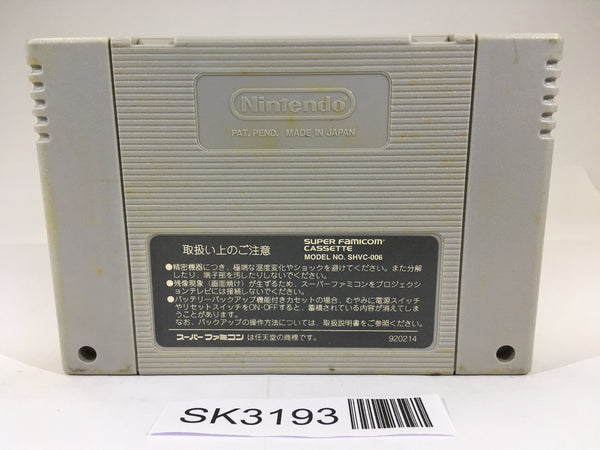 Nintendo
PAT. PEND. MADE IN JAPAN
取扱い上のご注意
SUPER FAMICOM
CASSETTE
MODEL NO. SHVC-006
●精密機器につき、極端な温度変化やショックを避けてください。また分解
したり、端子部を汚したりしないでください。
●残像現象（画面焼け）が生ずるため、スーパーファミコンをプロジェクシ
ョンテレビには接続しないでください。
●バッテリーバックアップ機能付きカセットの場合、むやみに電源スイッチ
やリセットスイッチをON・OFFすると、蓄積されている内容が消えてしま
うことがあります。
なお、バックアップの操作方法については、取扱説明書をご参照ください。
スーパーファミコン は任天堂の商標です。
920214
SK3193